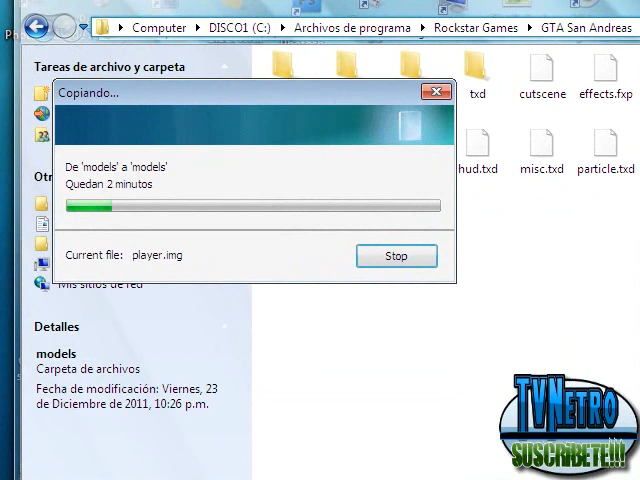 Computer
DISCO1 (C:)
Archivos de programa
Rockstar Games
GTA San Andreas
Tareas de archivo y carpeta
txd
cutscene
effects.fxp
hud.txd
misc.txd
particle.txd
Copiando...
De 'models' a 'models'
Quedan 2 minutos
Current file: player.img
Stop
Otr
Mis sitios de red
Detalles
models
Carpeta de archivos
Fecha de modificación: Viernes, 23
de Diciembre de 2011, 10:26 p.m.
TVNETRO
SUSCRIBETE!!!